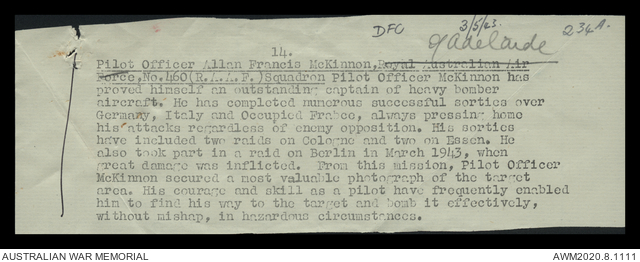 DFC
3/5/23
234A.
of Adelaide
14.
Pilot Officer Allan Francis McKinnon, Royal Australian Air
Force, No.460(R.A.A.F.)Squadron Pilot Officer McKinnon has
proved himself an outstanding captain of heavy bomber
aircraft. He has completed numerous successful sorties over
Germany, Italy and Occupied Frabce, always pressing home
his attacks regardless of enemy opposition. His sorties
have included two raids on Cologne and two on Essen. He
also took part in a raid on Berlin in March 1943, when
great damage was inflicted. From this mission, Pilot Officer
McKinnon secured a most valuable photograph of the target
area. His courage and skill as a pilot have frequently enabled
him to find his way to the target and bomb it effectively,
without mishap, in hazardous circumstances.
AUSTRALIAN WAR MEMORIAL
AWM2020.8.1111